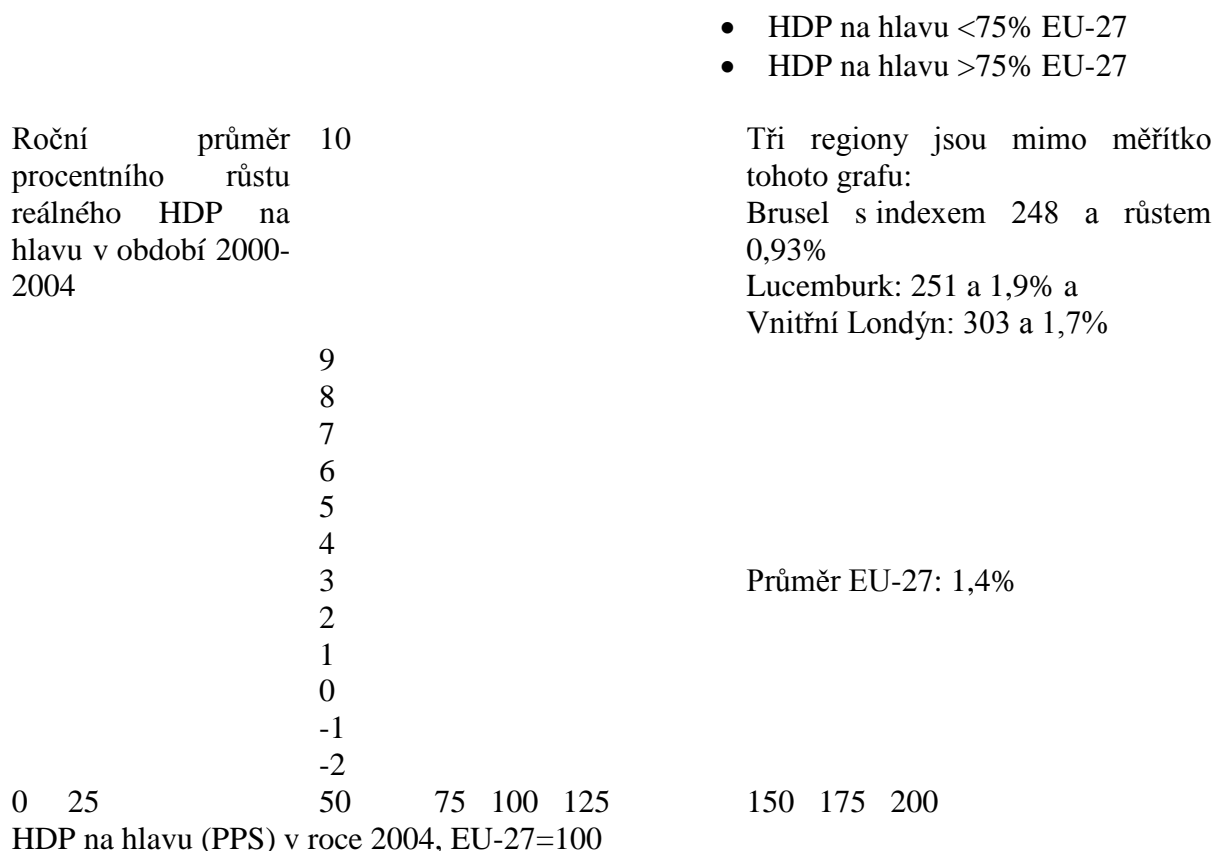 • HDP na hlavu <75% EU-27
• HDP na hlavu >75% EU-27
Roční průměr procentního růstu reálného HDP na hlavu v období 2000-2004
10
Tři regiony jsou mimo měřítko
tohoto grafu:
Brusel s indexem 248 a růstem
0,93%
Lucemburk: 251 a 1,9% a
Vnitřní Londýn: 303 a 1,7%
9
8
7
6
5
4
3 Průměr EU-27: 1,4%
2
1
0
-1
-2
0 25 50 75 100 125 150 175 200
HDP na hlavu (PPS) v roce 2004, EU-27=100